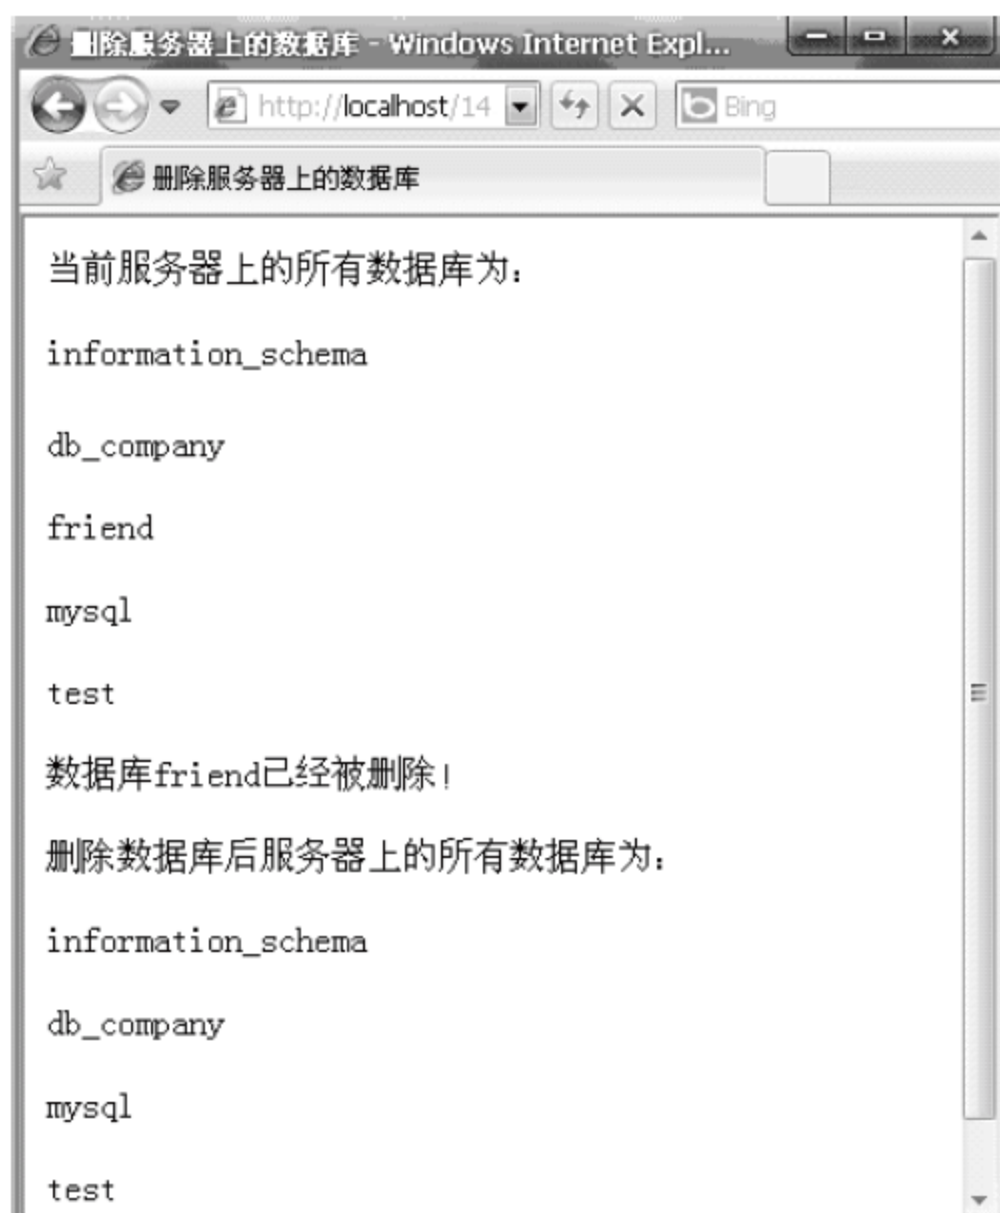 删除服务器上的数据库 - Windows Internet Expl...
http://localhost/14
Bing
删除服务器上的数据库
当前服务器上的所有数据库为：
information_schema
db_company
friend
mysql
test
数据库friend已经被删除！
删除数据库后服务器上的所有数据库为：
information_schema
db_company
mysql
test